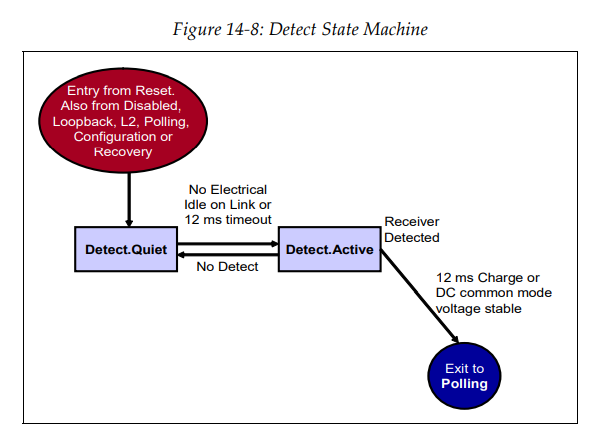 Figure 14-8: Detect State Machine
Entry from Reset.
Also from Disabled,
Loopback, L2, Polling,
Configuration or
Recovery
No Electrical
Idle on Link or
12 ms timeout
Detect.Quiet
Detect.Active
No Detect
Receiver
Detected
12 ms Charge or
DC common mode
voltage stable
Exit to
Polling